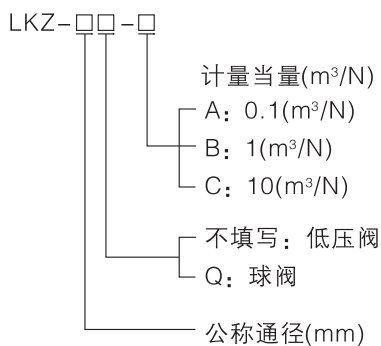 LKZ-□□-□
计量当量(m³/N)
A：0.1(m³/N)
B：1(m³/N)
C：10(m³/N)
不填写：低压阀
Q：球阀
公称通径(mm)